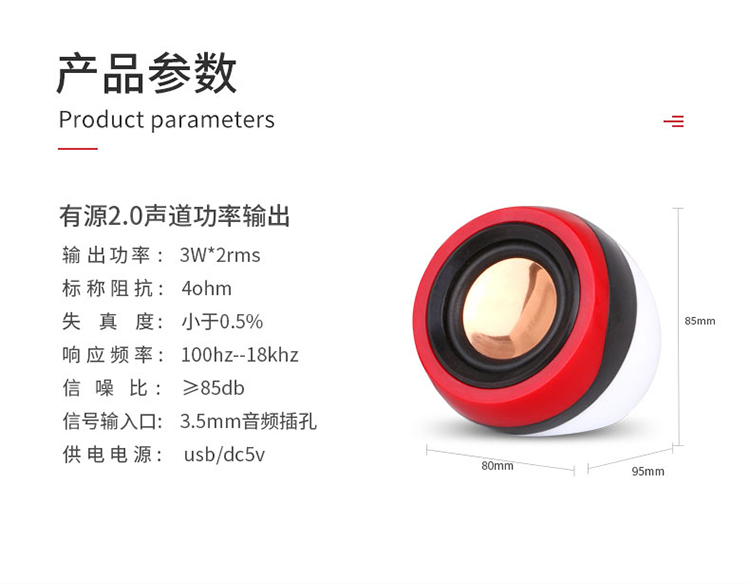 产品参数
Product parameters
有源2.0声道功率输出
输出功率: 3W*2rms
标称阻抗: 4ohm
失真度: 小于0.5%
响应频率: 100hz--18khz
信噪比: ≥85db
信号输入口: 3.5mm音频插孔
供电电源: usb/dc5v
85mm
80mm
95mm